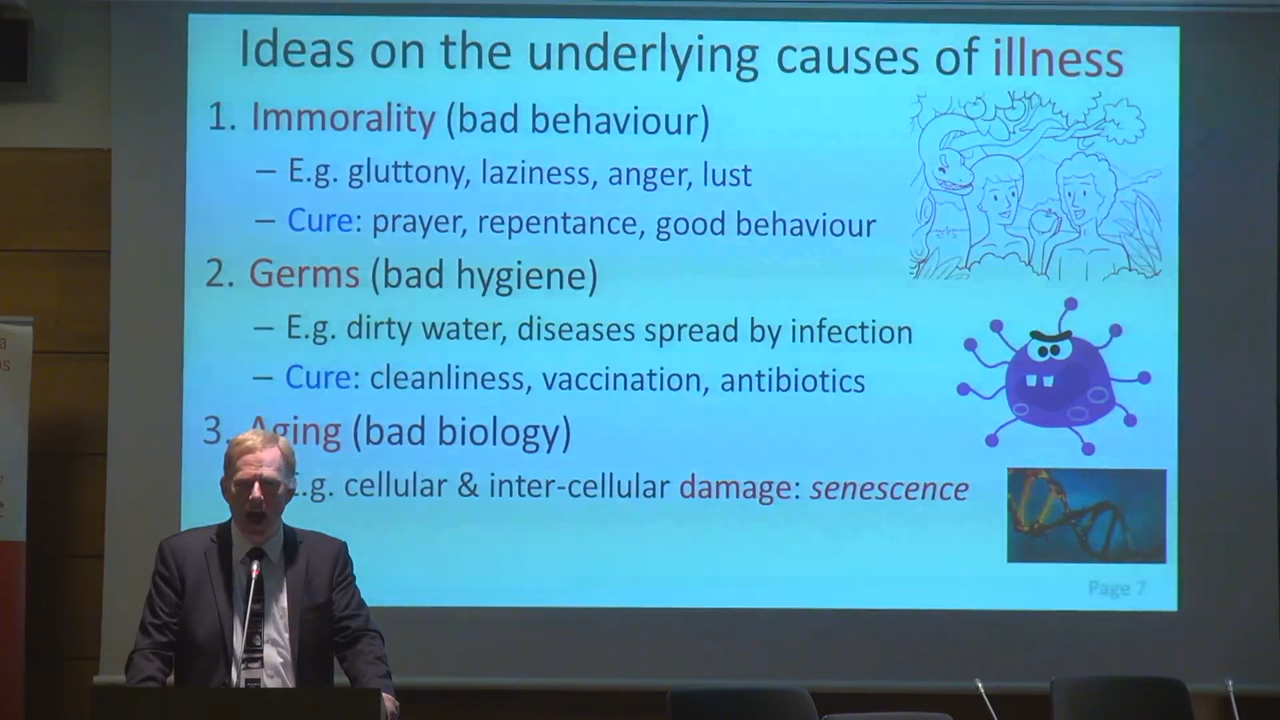 Ideas on the underlying causes of illness
1. Immorality (bad behaviour)
– E.g. gluttony, laziness, anger, lust
– Cure: prayer, repentance, good behaviour
2. Germs (bad hygiene)
– E.g. dirty water, diseases spread by infection
– Cure: cleanliness, vaccination, antibiotics
3. Aging (bad biology)
E.g. cellular & inter-cellular damage: senescence
Page 7